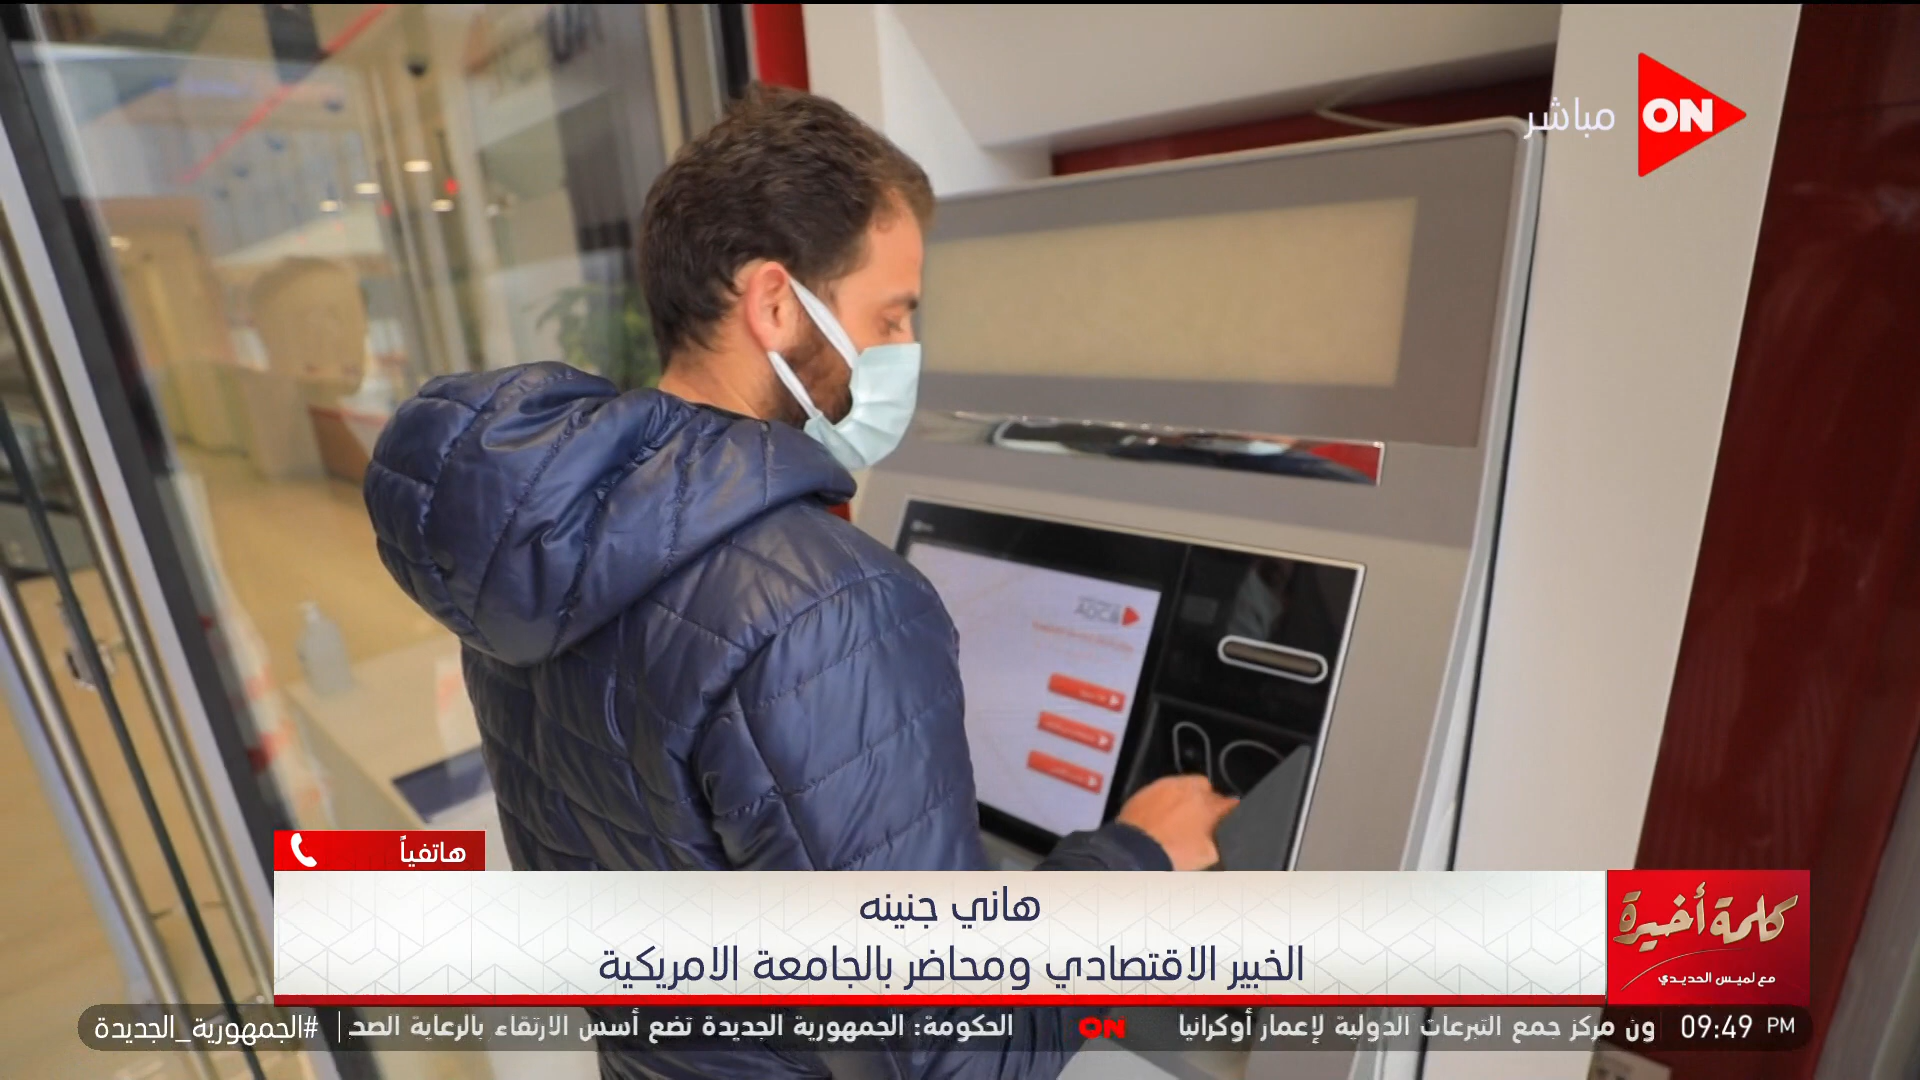 مباشر ON
هاتفياً
هاني جنينه
الخبير الاقتصادي ومحاضر بالجامعة الامريكية
كلمة أخيرة
مع لميس الحديدي
09:49 PM
ون مركز جمع التبرعات الدولية لإعمار أوكرانيا ON الحكومة: الجمهورية الجديدة تضع أسس الارتقاء بالرعاية الصح
#الجمهورية_الجديدة